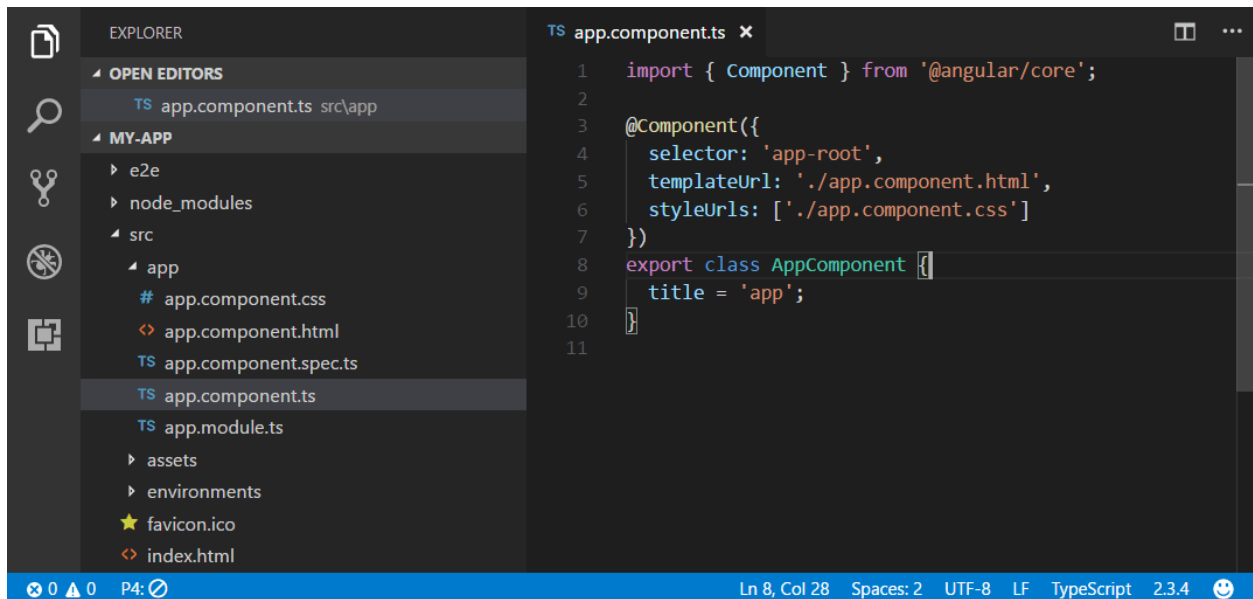 EXPLORER
OPEN EDITORS
TS app.component.ts src\app
MY-APP
e2e
node_modules
src
app
# app.component.css
<> app.component.html
TS app.component.spec.ts
TS app.component.ts
TS app.module.ts
assets
environments
favicon.ico
<> index.html
TS app.component.ts ×
1 import { Component } from '@angular/core';
2
3 @Component({
4   selector: 'app-root',
5   templateUrl: './app.component.html',
6   styleUrls: ['./app.component.css']
7 })
8 export class AppComponent {
9   title = 'app';
10 }
11
0 0 P4: Ln 8, Col 28 Spaces: 2 UTF-8 LF TypeScript 2.3.4